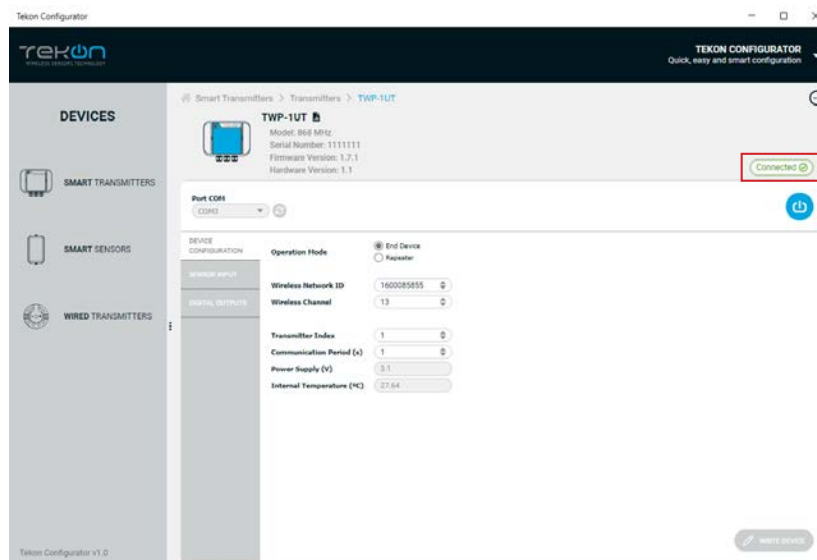 Tekon Configurator
TEKON
WIRELESS SENSORS TECHNOLOGY
TEKON CONFIGURATOR
Quick, easy and smart configuration
DEVICES
SMART TRANSMITTERS
SMART SENSORS
WIRED TRANSMITTERS
Tekon Configurator v1.0
Smart Transmitters > Transmitters > TWP-1UT
TWP-1UT
Model: 868 MHz
Serial Number: 1111111
Firmware Version: 1.7.1
Hardware Version: 1.1
Connected
Port COM
COM3
DEVICE
CONFIGURATION
SENSOR INPUT
DIGITAL OUTPUTS
Operation Mode
End Device
Repeater
Wireless Network ID 1600085855
Wireless Channel 13
Transmitter Index 1
Communication Period (s) 1
Power Supply (V) 3.1
Internal Temperature (ºC) 27.64
WRITE DEVICE